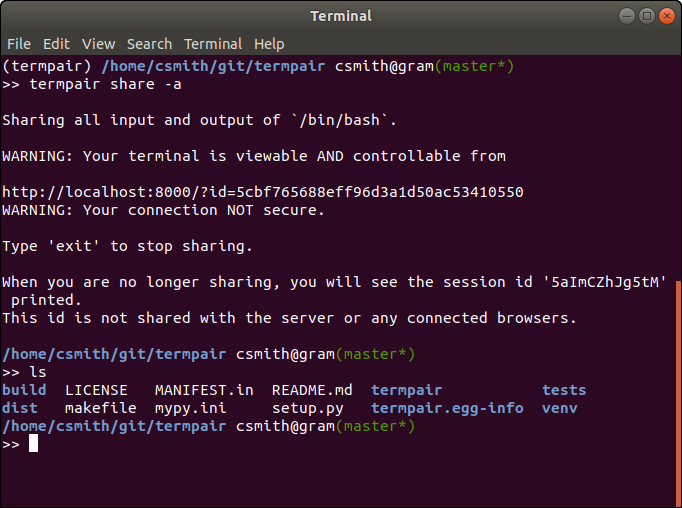 Terminal
File Edit View Search Terminal Help
(termpair) /home/csmith/git/termpair csmith@gram(master*)
>> termpair share -a
Sharing all input and output of `/bin/bash`.
WARNING: Your terminal is viewable AND controllable from
http://localhost:8000/?id=5cbf765688eff96d3a1d50ac53410550
WARNING: Your connection NOT secure.
Type 'exit' to stop sharing.
When you are no longer sharing, you will see the session id '5aImCZhJg5tM'
 printed.
This id is not shared with the server or any connected browsers.
/home/csmith/git/termpair csmith@gram(master*)
>> ls
build  LICENSE   MANIFEST.in  README.md  termpair           tests
dist   makefile  mypy.ini     setup.py   termpair.egg-info  venv
/home/csmith/git/termpair csmith@gram(master*)
>>